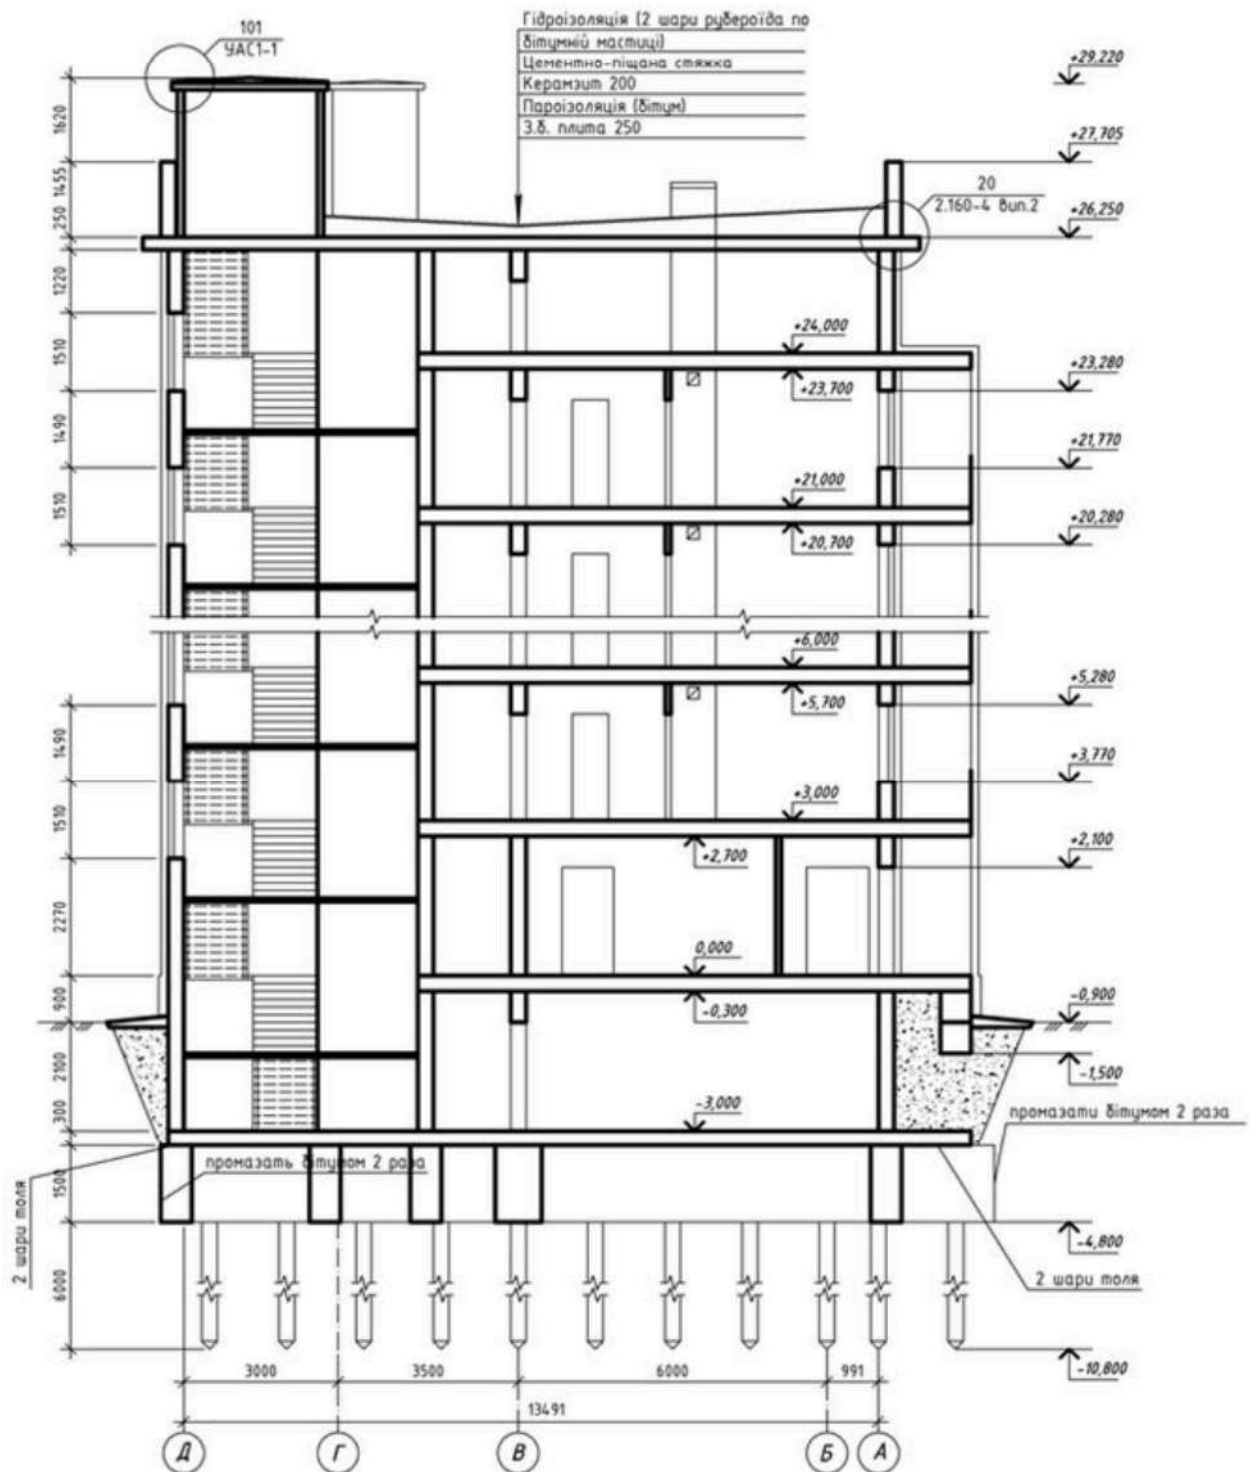 Гідроізоляція (2 шари рубероїда по
бітумній мастиці)
Цементно-піщана стяжка
Керамзит 200
Пароізоляція (бітум)
З.б. плита 250
101
УАС1-1
20
2.160-4 Вип.2
+29.220
+27,705
+26,250
+24,000
+23,700
+23,280
+21,770
+21,000
+20,700
+20,280
+6,000
+5,700
+5,280
+3,770
+3,000
+2,700
+2,100
0,000
-0,300
-0,900
-1,500
-3,000
-4,800
-10,800
1620
1455
250
1220
1510
1490
1510
1490
1510
2270
900
2100
300
1500
6000
промазать бітумом 2 раза
промазати бітумом 2 раза
2 шари толя
2 шари толя
3000
3500
6000
991
13491
Д
Г
В
Б
А